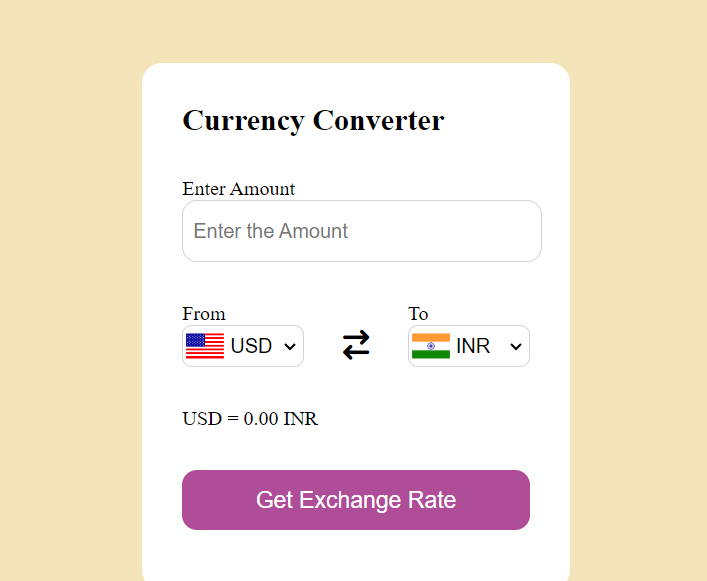 Currency Converter
Enter Amount
Enter the Amount
From To
USD INR
USD = 0.00 INR
Get Exchange Rate